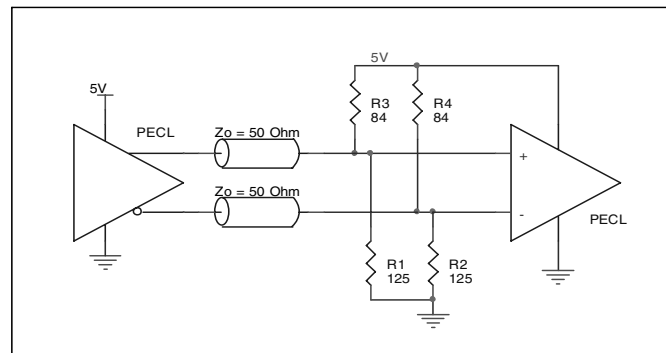 5V
PECL
Zo = 50 Ohm
Zo = 50 Ohm
5V
R3
84
R4
84
+
-
PECL
R1
125
R2
125